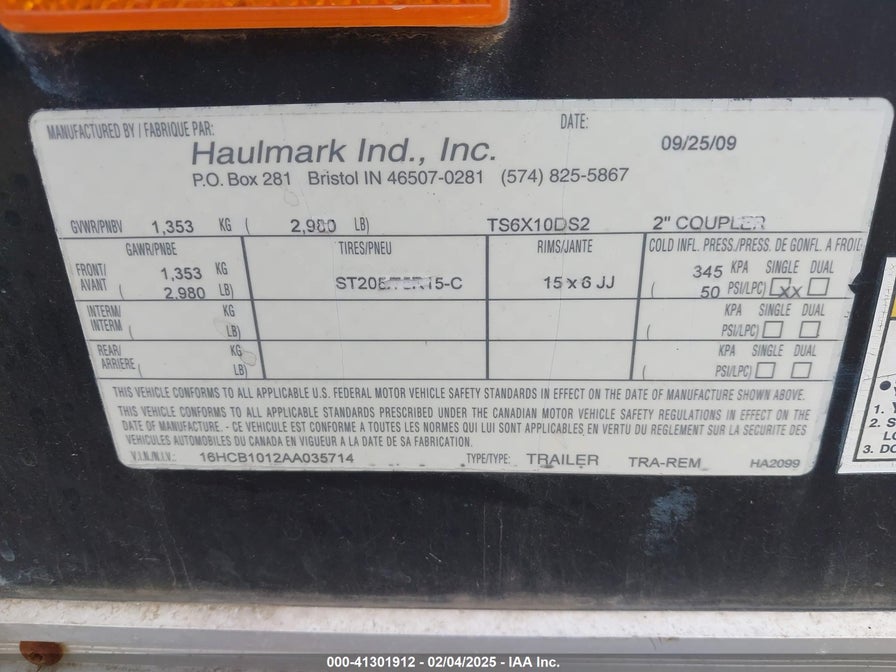 MANUFACTURED BY / FABRIQUE PAR: DATE: 09/25/09
Haulmark Ind., Inc.
P.O. Box 281 Bristol IN 46507-0281 (574) 825-5867
GVWR/PNBV 1,353 KG ( 2,980 LB) TS6X10DS2 2" COUPLER
GAWR/PNBE TIRES/PNEU RIMS/JANTE COLD INFL. PRESS./PRESS. DE GONFL. A FROID
FRONT/ 1,353 KG 345 KPA SINGLE DUAL
AVANT ( 2.980 LB) 15 x 6 JJ ( 50 PSI/LPC) XX
INTERM/ KG KPA SINGLE DUAL
INTERM ( LB) ( PSI/LPC)
REAR/ KG KPA SINGLE DUAL
ARRIERE ( LB) ( PSI/LPC)
THIS VEHICLE CONFORMS TO ALL APPLICABLE U.S. FEDERAL MOTOR VEHICLE SAFETY STANDARDS IN EFFECT ON THE DATE OF MANUFACTURE SHOWN ABOVE.
THIS VEHICLE CONFORMS TO ALL APPLICABLE STANDARDS PRESCRIBED UNDER THE CANADIAN MOTOR VEHICLE SAFETY REGULATIONS IN EFFECT ON THE
DATE OF MANUFACTURE. - CE VEHICULE EST CONFORME A TOUTES LES NORMES QUI LUI SONT APPLICABLES EN VERTU DU REGLEMENT SUR LA SECURITE DES
VEHICULES AUTOMOBILES DU CANADA EN VIGUEUR A LA DATE DE SA FABRICATION.
V.I.N./N.I.V.: 16HCB1012AA035714 TYPE/TYPE: TRAILER TRA-REM HA2099
1.
2. S
3. DO
000-41301912 - 02/04/2025 - IAA Inc.